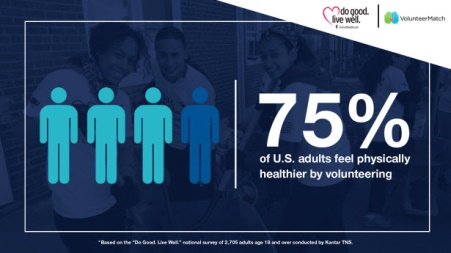 do good.
live well.
VolunteerMatch
75%
of U.S. adults feel physically
healthier by volunteering
*Based on the "Do Good. Live Well." national survey of 2,705 adults age 18 and over conducted by Kantar TNS.